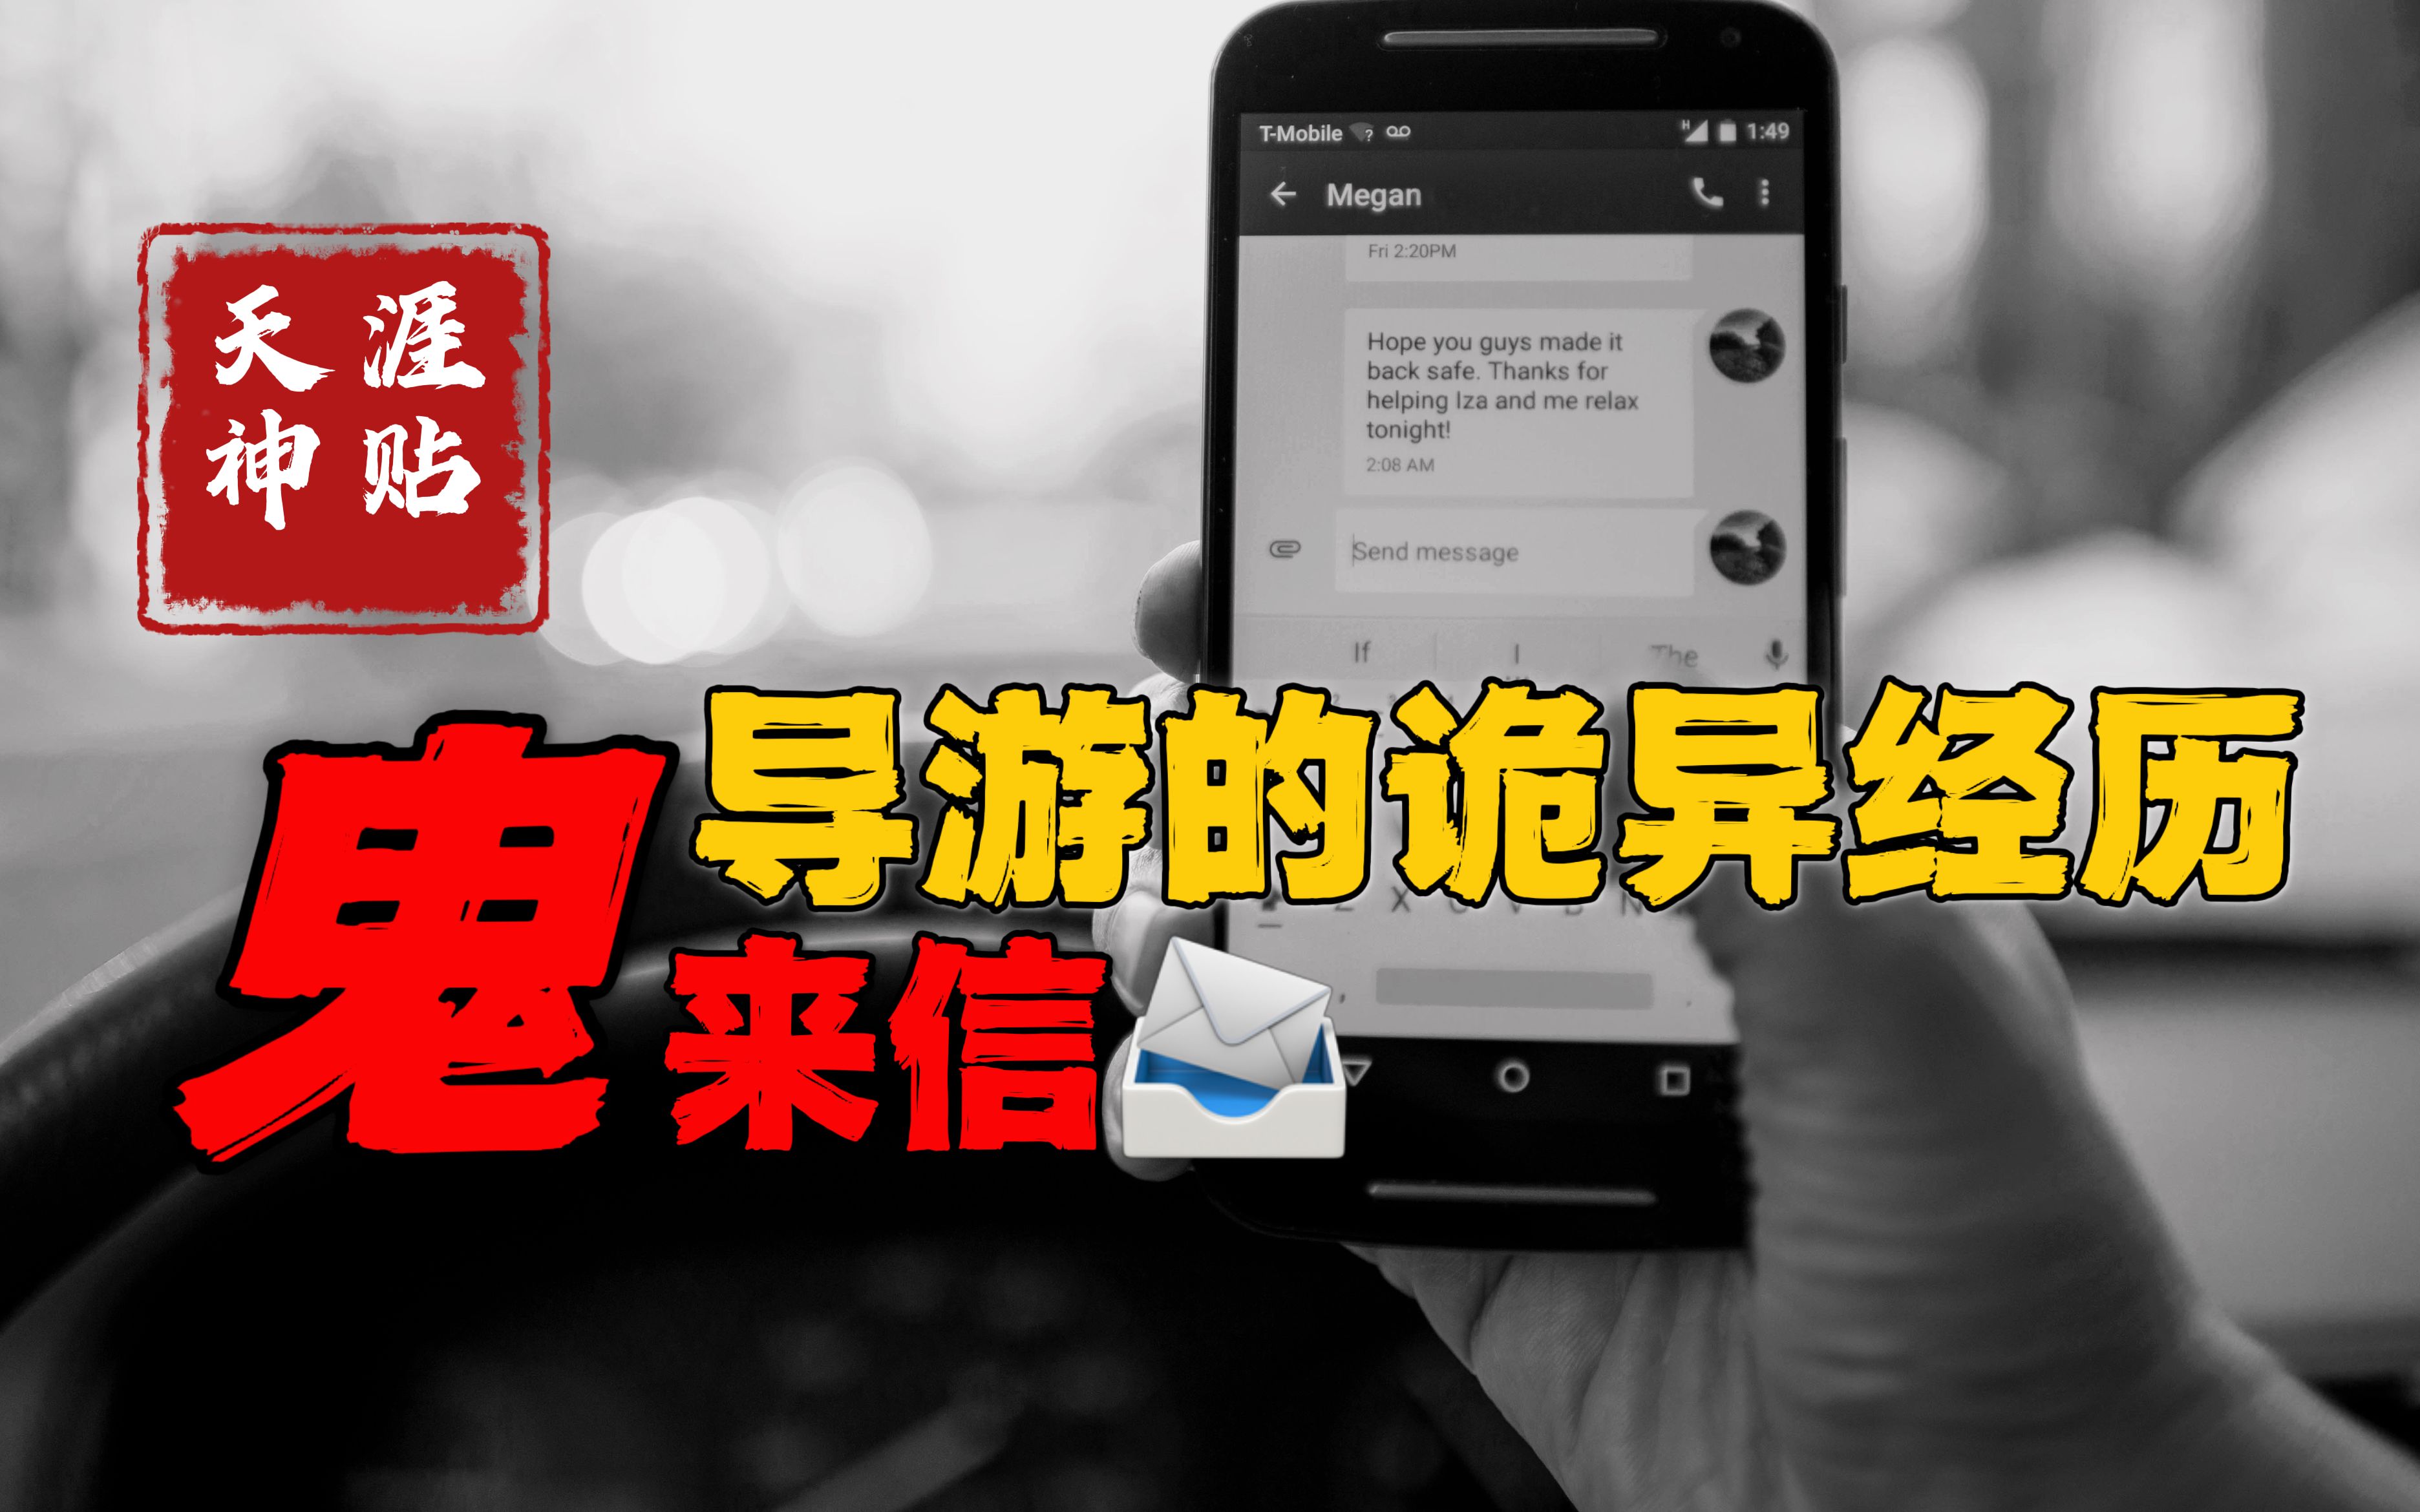 天涯
神贴
T-Mobile 1:49
Megan
Fri 2:20PM
Hope you guys made it
back safe. Thanks for
helping Iza and me relax
tonight!
2:08 AM
Send message
If I The
导游的诡异经历
鬼来信
Z X C V B N